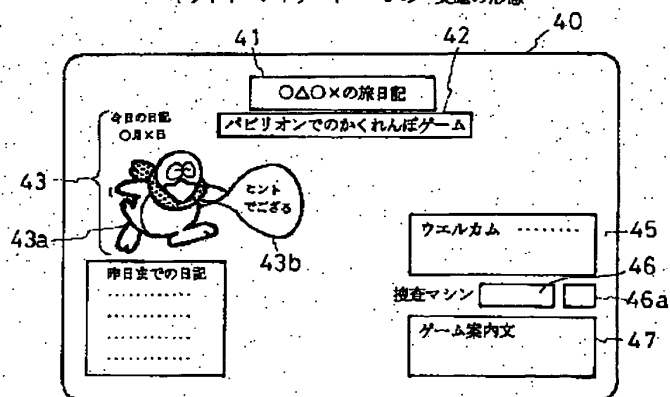 40
41
42
〇△〇×の旅日記
パビリオンでのかくれんぼゲーム
今日の日記
〇月×日
43
43a
ヒント
でござる
43b
昨日までの日記
ウエルカム
45
46
捜査マシン
46a
ゲーム案内文
47